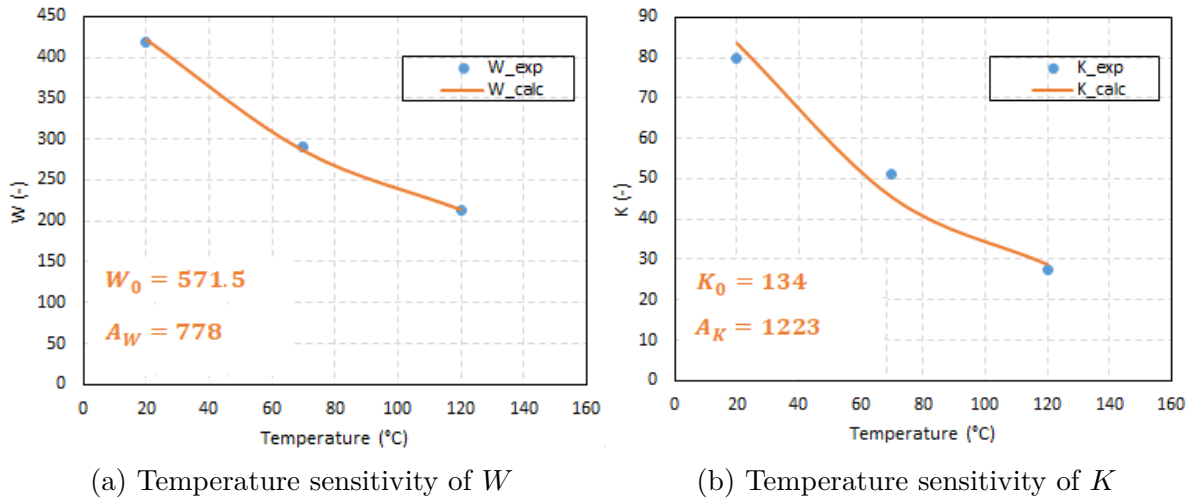 450
400
350
300
250
200
150
100
50
0
W (-)
W_exp
W_calc
W₀ = 571.5
A_W = 778
0 20 40 60 80 100 120 140 160
Temperature (°C)
(a) Temperature sensitivity of W
90
80
70
60
50
40
30
20
10
0
K (-)
K_exp
K_calc
K₀ = 134
A_K = 1223
0 20 40 60 80 100 120 140 160
Temperature (°C)
(b) Temperature sensitivity of K